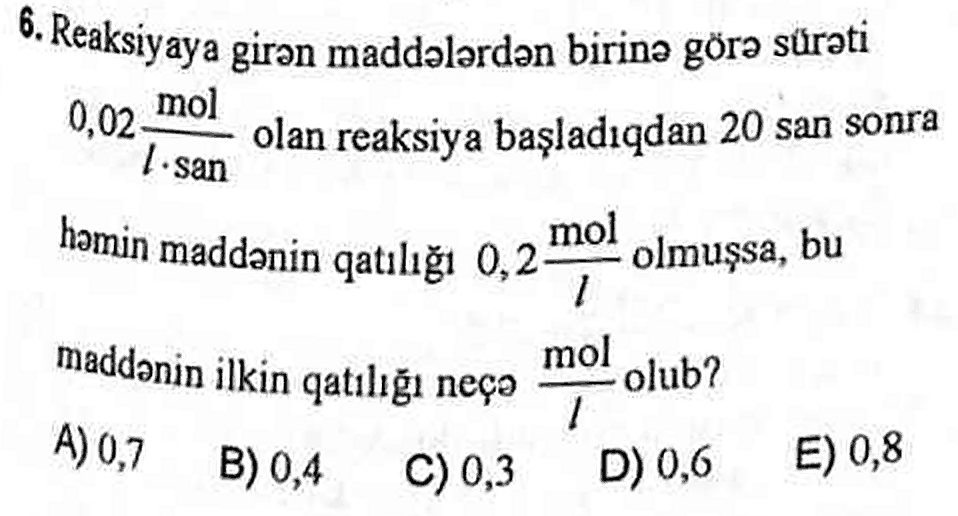 6. Reaksiyaya girən maddələrdən birinə görə sürəti
0,02 mol/l·san olan reaksiya başladıqdan 20 san sonra
həmin maddənin qatılığı 0,2 mol/l olmuşsa, bu
maddənin ilkin qatılığı neçə mol/l olub?
A) 0,7 B) 0,4 C) 0,3 D) 0,6 E) 0,8